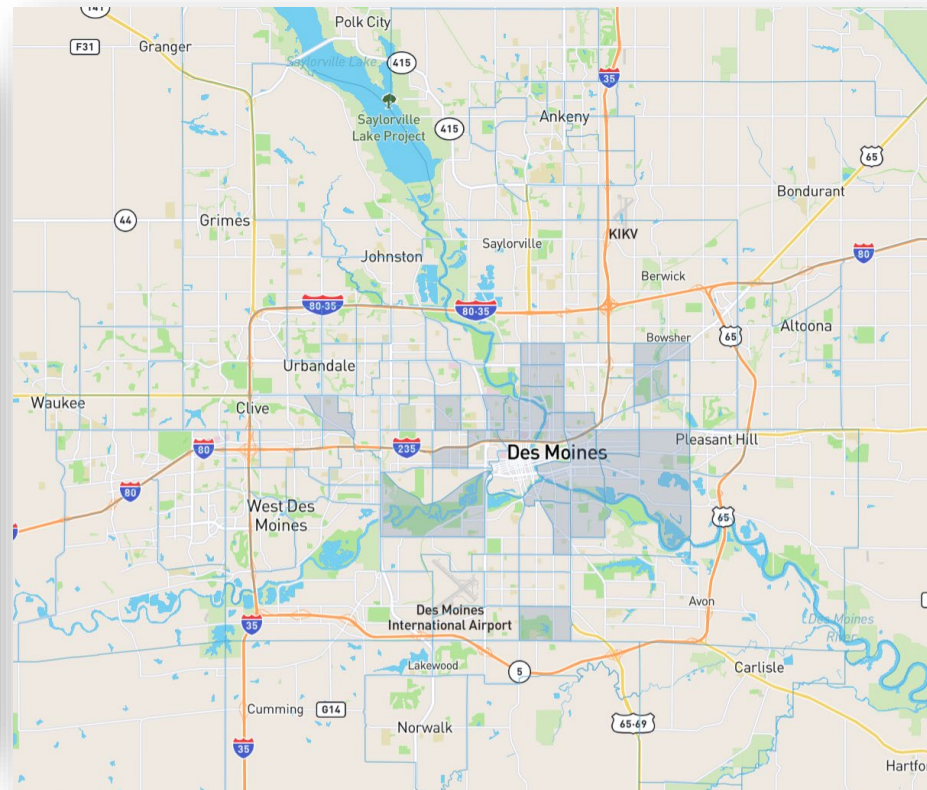 141
Polk City
F31
Granger
Saylorville Lake
415
35
Saylorville
Lake Project
415
Ankeny
65
Bondurant
44
Grimes
Saylorville
KIKV
Johnston
80
Berwick
80-35
80-35
Bowsher
65
Altoona
Urbandale
Waukee
Clive
235
80
Des Moines
Pleasant Hill
80
West Des
Moines
65
Des Moines
International Airport
Avon
35
Des Moines
River
Lakewood
5
Carlisle
Cumming
G14
Norwalk
65-69
35